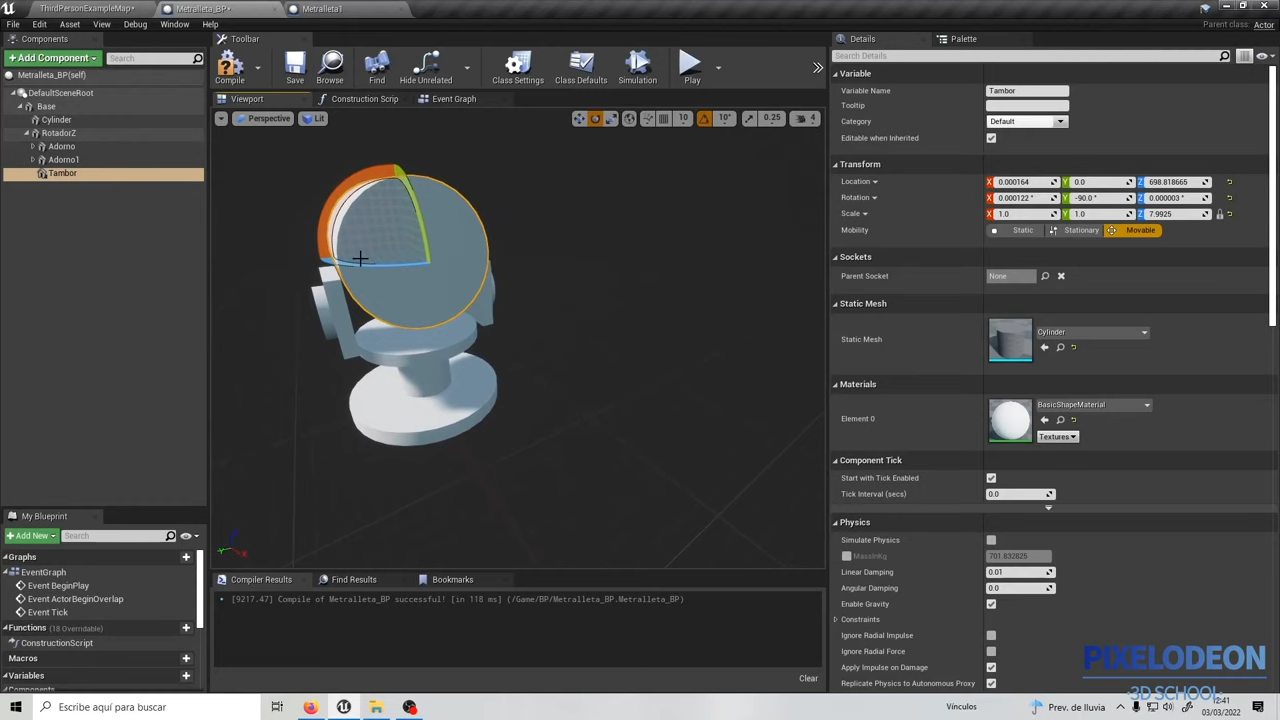 ThirdPersonExampleMap*
Metralleta_BP*
Metralleta1
File Edit Asset View Debug Window Help
Parent class: Actor
Components
Toolbar
Details
Palette
Add Component
Search
Compile
Save
Browse
Find
Hide Unrelated
Class Settings
Class Defaults
Simulation
Play
Search Details
Metralleta_BP(self)
DefaultSceneRoot
Base
Cylinder
RotadorZ
Adorno
Adorno1
Tambor
Viewport
Construction Scrip
Event Graph
Perspective
Lit
10
10°
0.25
4
Variable
Variable Name Tambor
Tooltip
Category Default
Editable when Inherited
Transform
Location X 0.000164 Y 0.0 Z 698.818665
Rotation X 0.000122 ° Y -90.0 ° Z 0.000003 °
Scale X 1.0 Y 1.0 Z 7.9925
Mobility Static Stationary Movable
Sockets
Parent Socket None
Static Mesh
Static Mesh Cylinder
Materials
Element 0 BasicShapeMaterial
Textures
Component Tick
Start with Tick Enabled
Tick Interval (secs) 0.0
Physics
Simulate Physics
MassInKg 701.832825
Linear Damping 0.01
Angular Damping 0.0
Enable Gravity
Constraints
Ignore Radial Impulse
Ignore Radial Force
Apply Impulse on Damage
Replicate Physics to Autonomous Proxy
My Blueprint
Add New
Search
Graphs
EventGraph
Event BeginPlay
Event ActorBeginOverlap
Event Tick
Functions (18 Overridable)
ConstructionScript
Macros
Variables
Components
Compiler Results
Find Results
Bookmarks
[9217.47] Compile of Metralleta_BP successful! [in 118 ms] (/Game/BP/Metralleta_BP.Metralleta_BP)
Clear
PIXELODEON
3D SCHOOL
Escribe aquí para buscar
Vínculos
Prev. de lluvia
12:41
03/03/2022